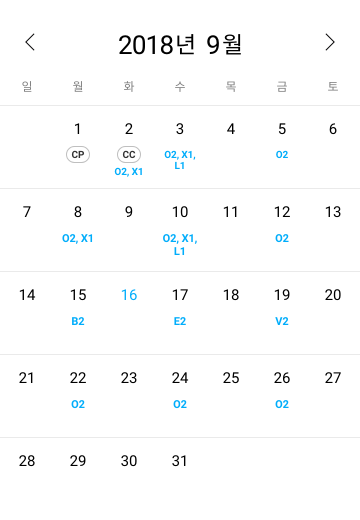 2018년 9월
일 월 화 수 목 금 토
1 2 3 4 5 6
CP CC O2, X1, O2
O2, X1 L1
7 8 9 10 11 12 13
O2, X1 O2, X1, O2
L1
14 15 16 17 18 19 20
B2 E2 V2
21 22 23 24 25 26 27
O2 O2 O2
28 29 30 31